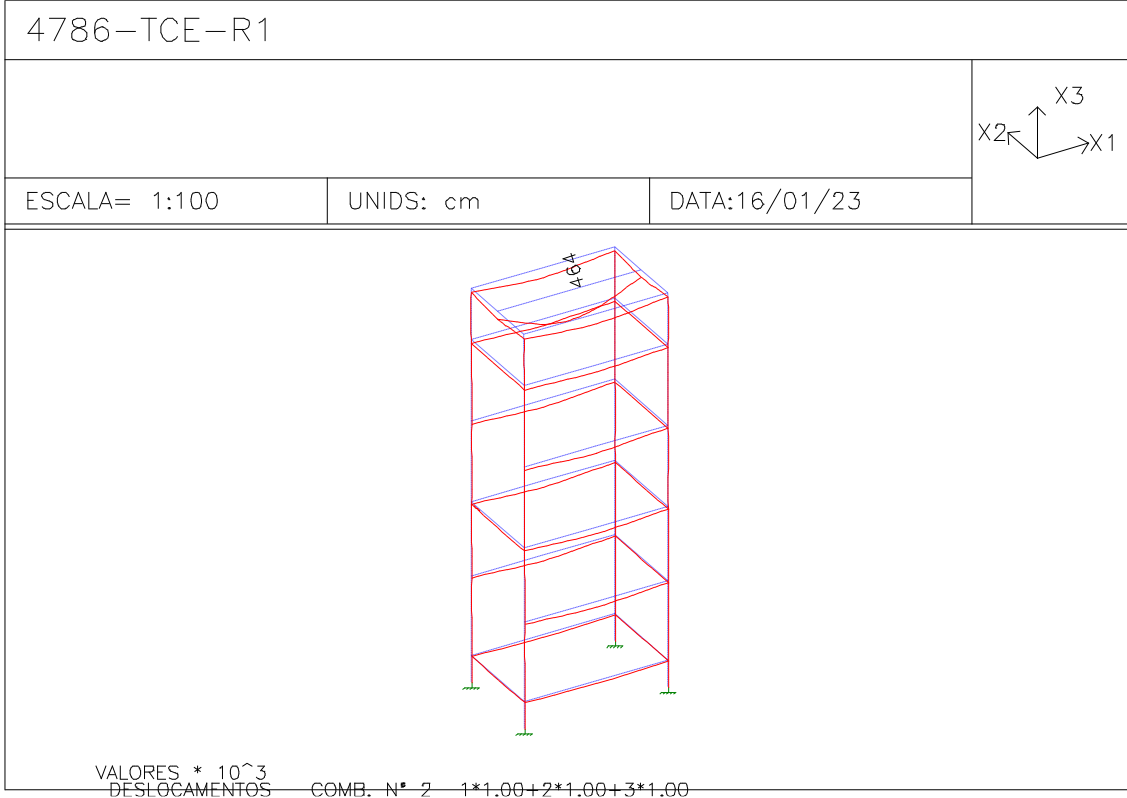 4786-TCE-R1
X3
X2
X1
ESCALA= 1:100
UNIDS: cm
DATA:16/01/23
464
VALORES * 10^3
DESLOCAMENTOS COMB. Nº 2 1*1.00+2*1.00+3*1.00